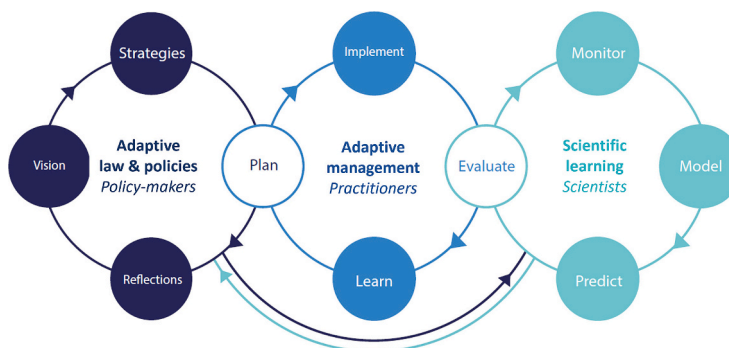 Strategies
Implement
Monitor
Vision
Adaptive
law & policies
Policy-makers
Plan
Adaptive
management
Practitioners
Evaluate
Scientific
learning
Scientists
Model
Reflections
Learn
Predict